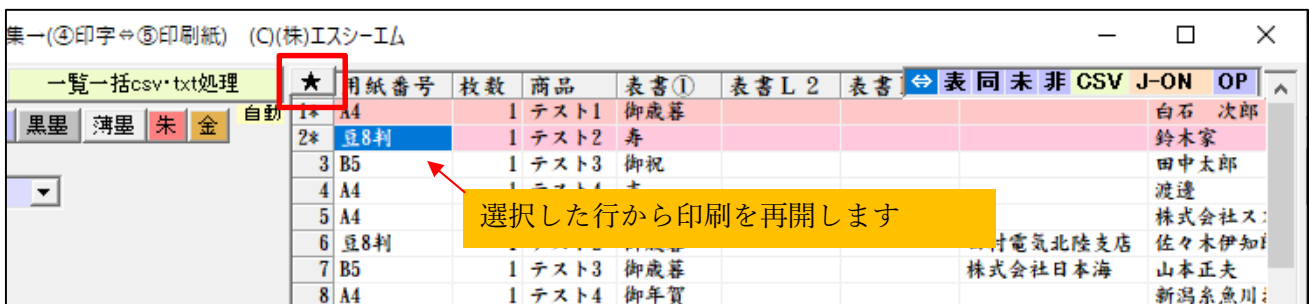 集→(④印字⇔⑤印刷紙) (C)(株)エスシーエム
一覧一括csv･txt処理
★ 用紙番号 枚数 商品 表書① 表書L 2 表書 ⇔ 表 同 未 非 CSV J-ON OP
黒墨 薄墨 朱 金 自動
1* A4 1 テスト1 御歳暮 白石 次郎
2* 豆8判 1 テスト2 寿 鈴木家
3 B5 1 テスト3 御祝 田中太郎
4 A4 1 渡邊
選択した行から印刷を再開します
5 A4 株式会社ス
6 豆8判 村電気北陸支店 佐々木伊知
7 B5 1 テスト3 御歳暮 株式会社日本海 山本正夫
8 A4 1 テスト4 御年賀 新潟糸魚川